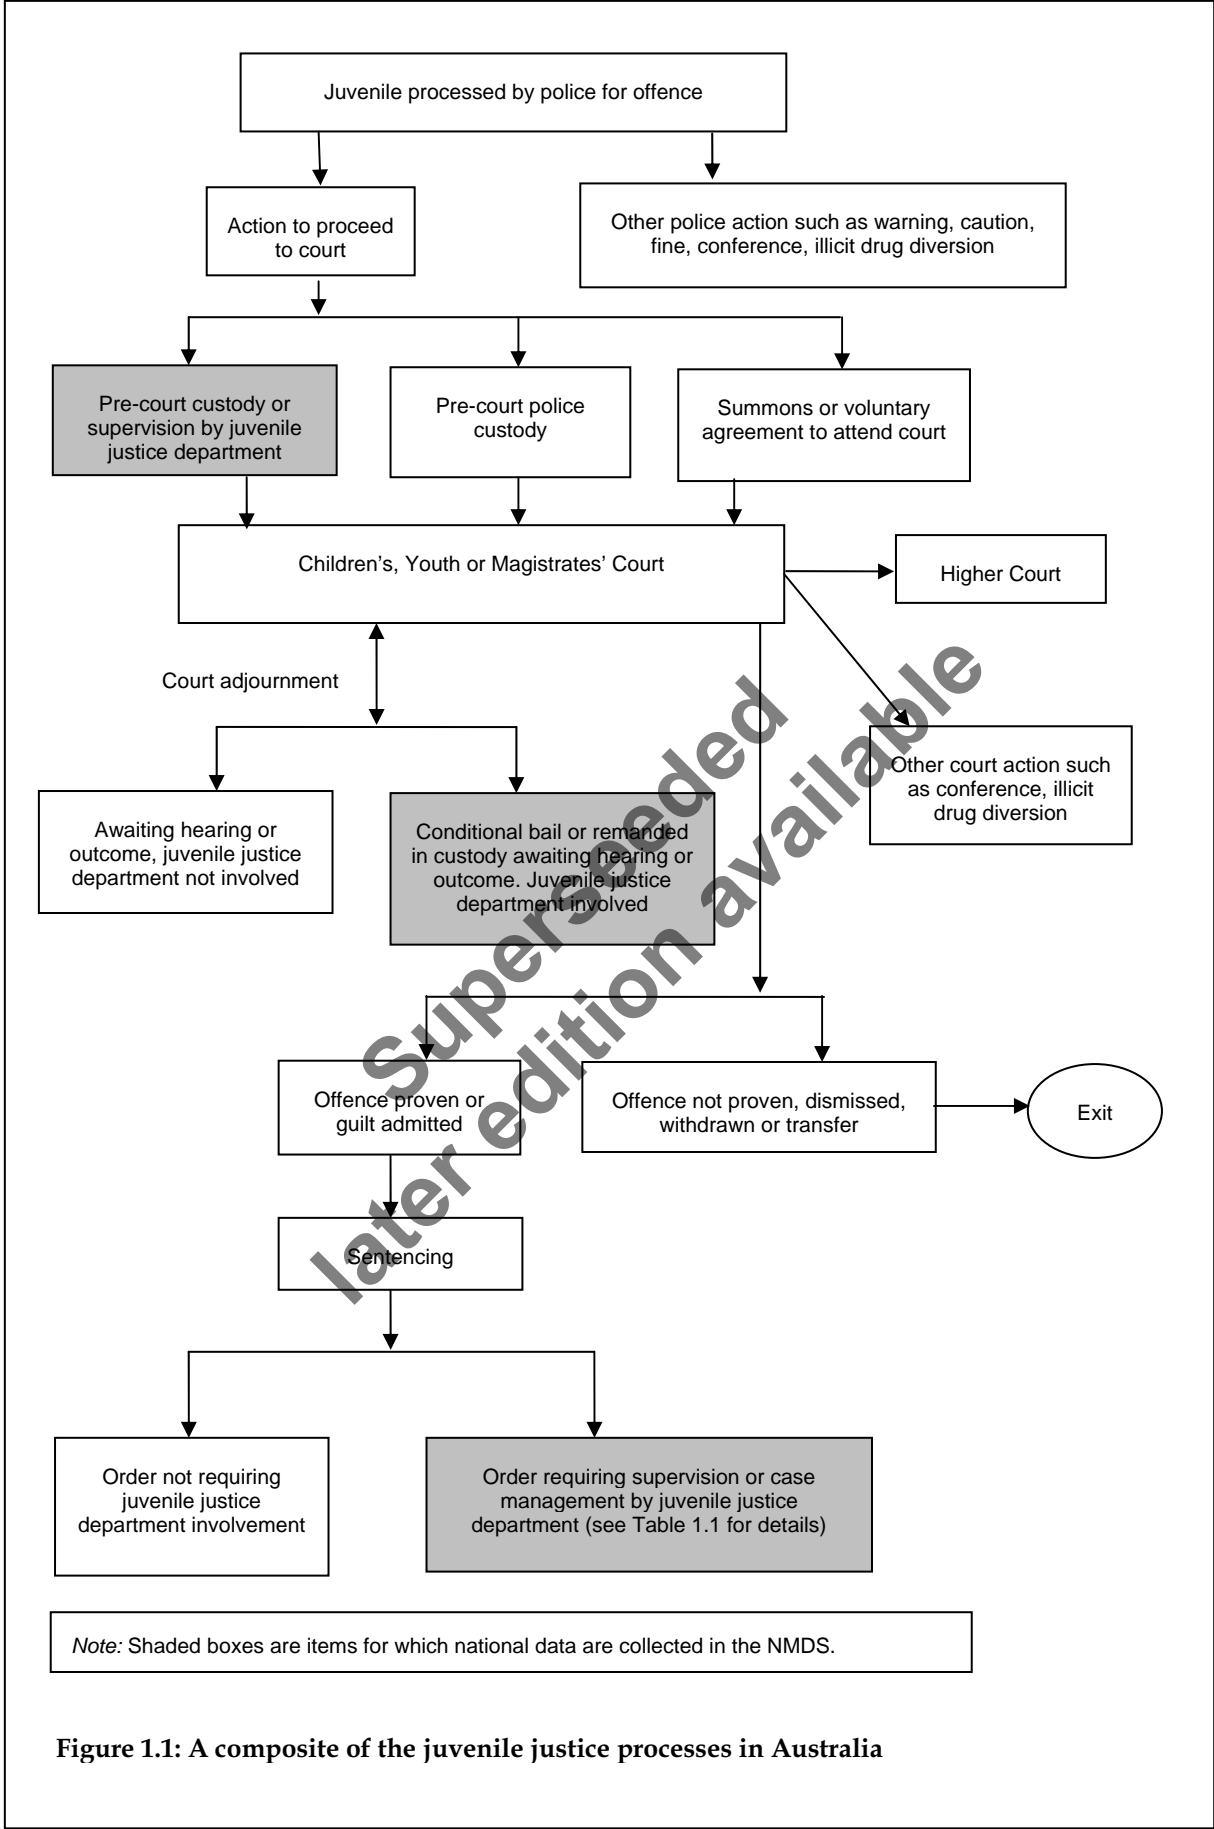 Juvenile processed by police for offence
Action to proceed
to court
Other police action such as warning, caution,
fine, conference, illicit drug diversion
Pre-court custody or
supervision by juvenile
justice department
Pre-court police
custody
Summons or voluntary
agreement to attend court
Children's, Youth or Magistrates' Court
Higher Court
Court adjournment
Other court action such
as conference, illicit
drug diversion
Awaiting hearing or
outcome, juvenile justice
department not involved
Conditional bail or remanded
in custody awaiting hearing or
outcome. Juvenile justice
department involved
Superseded
later edition available
Offence proven or
guilt admitted
Offence not proven, dismissed,
withdrawn or transfer
Exit
Sentencing
Order not requiring
juvenile justice
department involvement
Order requiring supervision or case
management by juvenile justice
department (see Table 1.1 for details)
Note: Shaded boxes are items for which national data are collected in the NMDS.
Figure 1.1: A composite of the juvenile justice processes in Australia